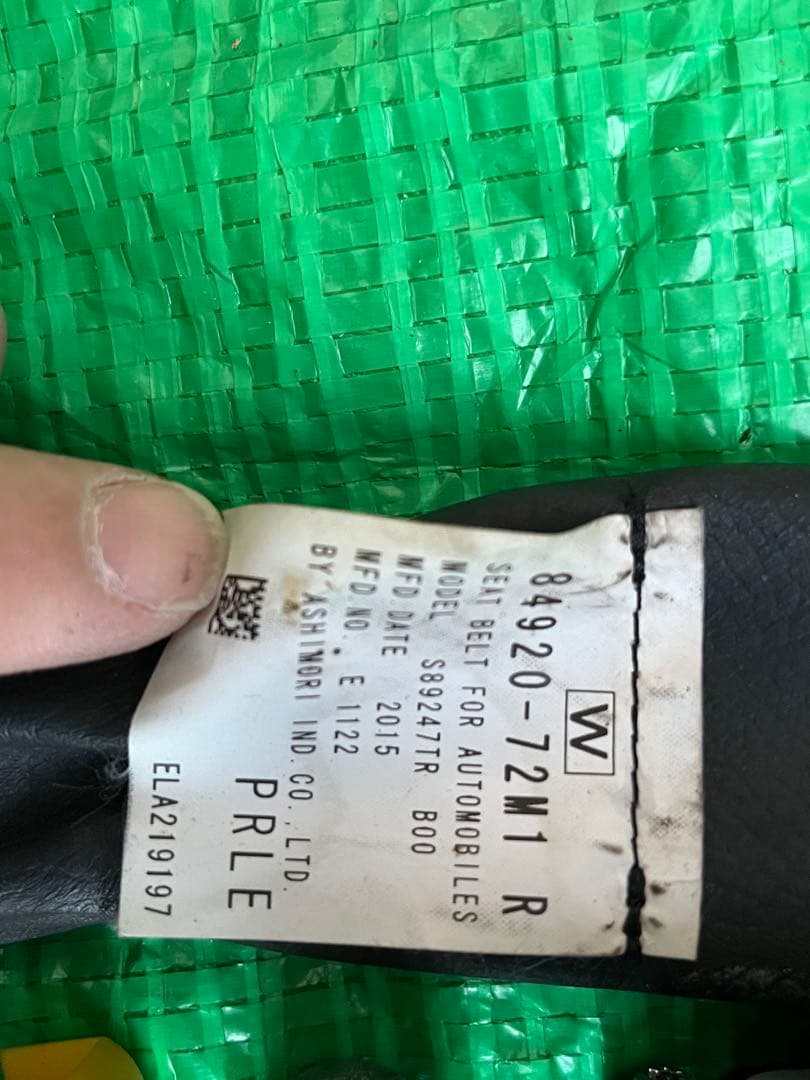 W
84920-72M1 R
SEAT BELT FOR AUTOMOBILES
MODEL S89247TR B00
MFD.DATE 2015
MFD.NO. E 1122
BY ASHIMORI IND.CO.,LTD.
PRLE
ELA219197